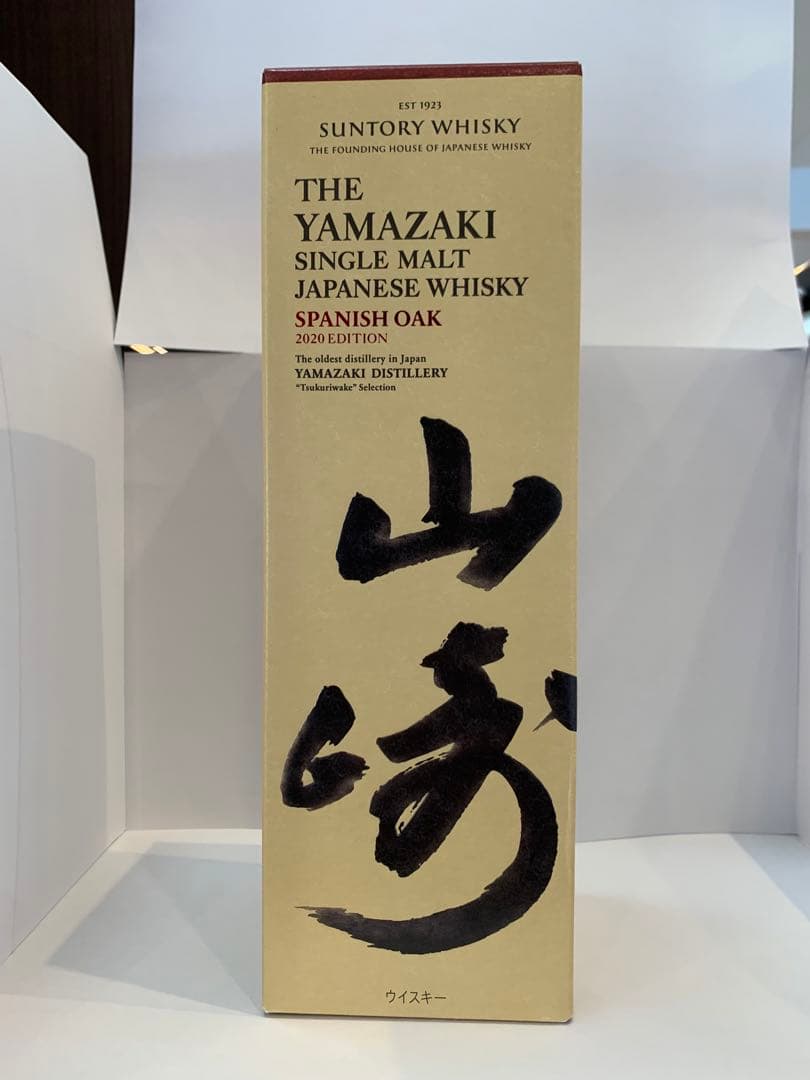 EST 1923
SUNTORY WHISKY
THE FOUNDING HOUSE OF JAPANESE WHISKY
THE
YAMAZAKI
SINGLE MALT
JAPANESE WHISKY
SPANISH OAK
2020 EDITION
The oldest distillery in Japan
YAMAZAKI DISTILLERY
“Tsukuriwake” Selection
山
崎
ウイスキー